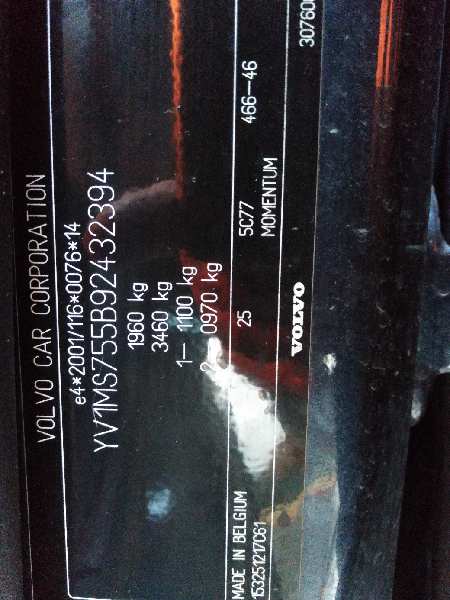 VOLVO CAR CORPORATION
e4*2001/116*0076*14
YV1MS755B92432394
1960 kg
3460 kg
1— 1100 kg
2— 0970 kg
25 5C77 466-46
MADE IN BELGIUM
153251217C61
MOMENTUM
VOLVO